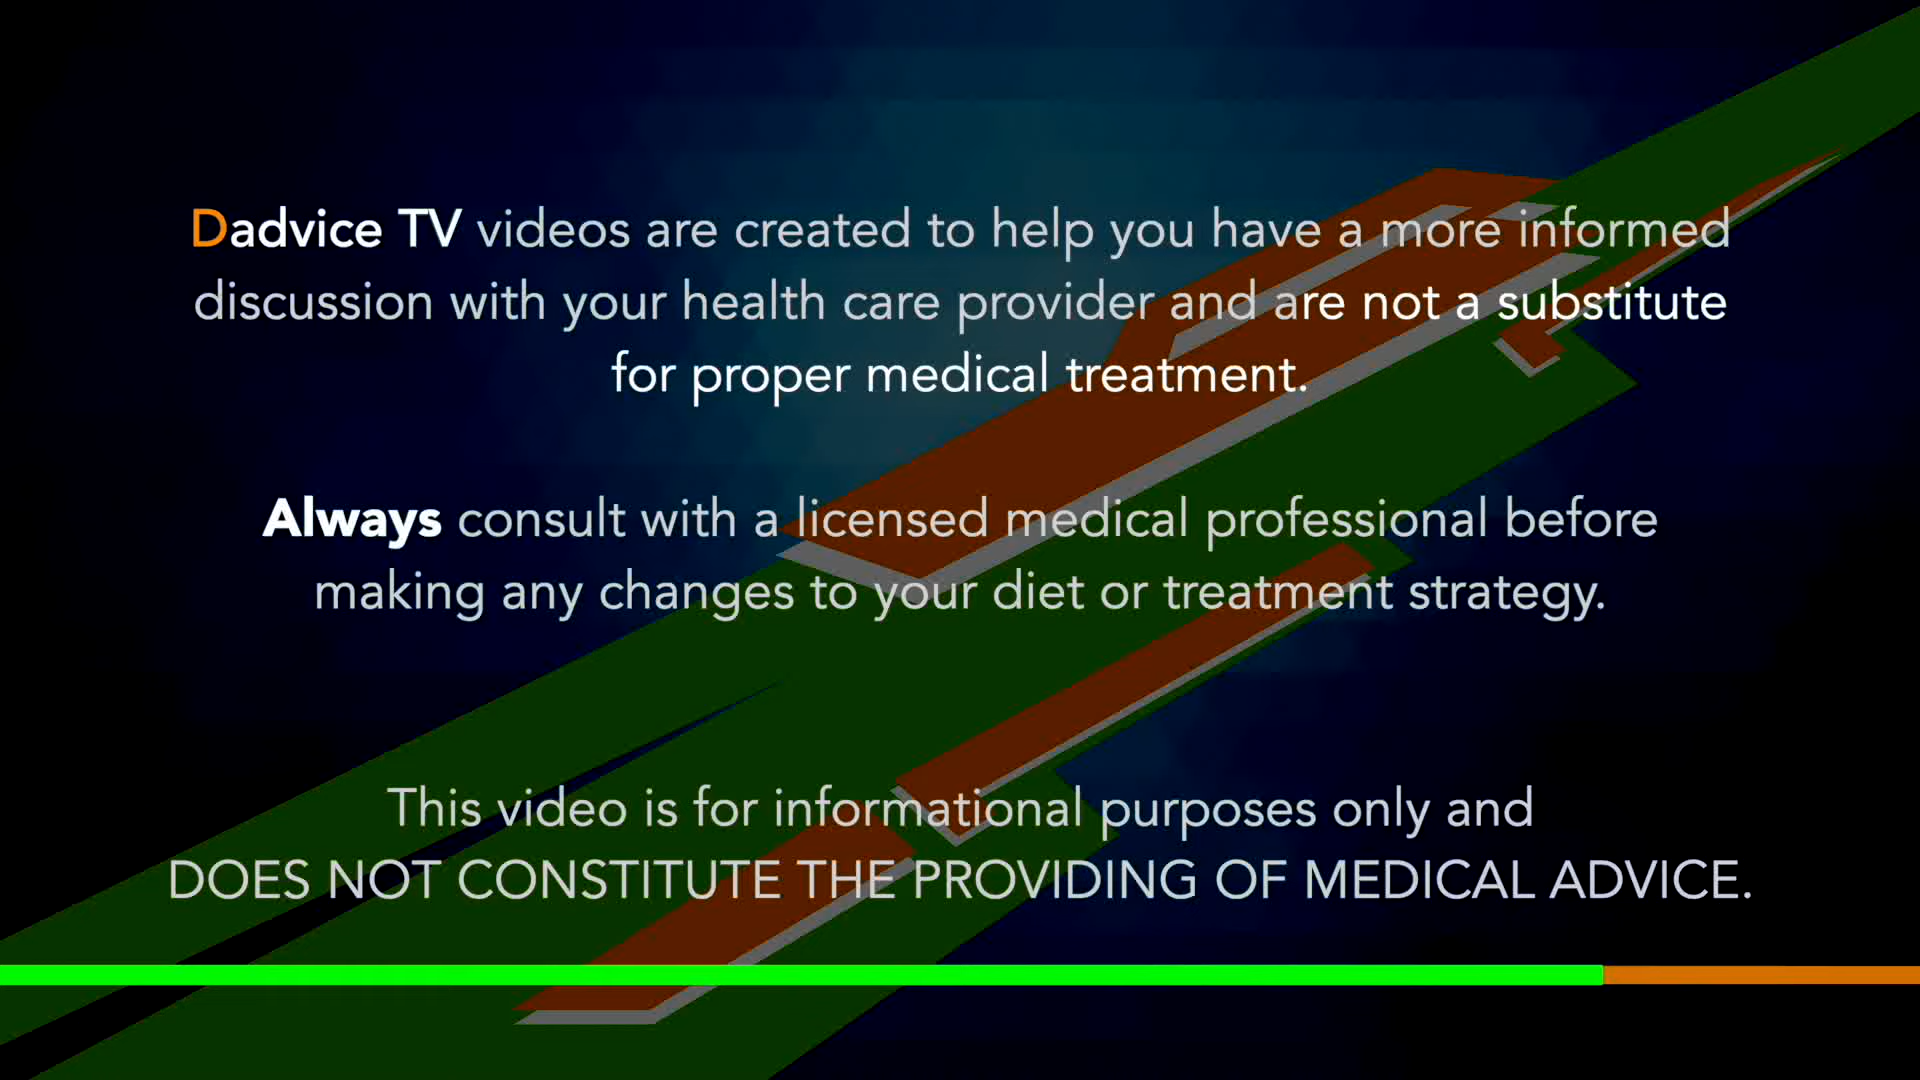 Dadvice TV videos are created to help you have a more informed
discussion with your health care provider and are not a substitute
for proper medical treatment.
Always consult with a licensed medical professional before
making any changes to your diet or treatment strategy.
This video is for informational purposes only and
DOES NOT CONSTITUTE THE PROVIDING OF MEDICAL ADVICE.